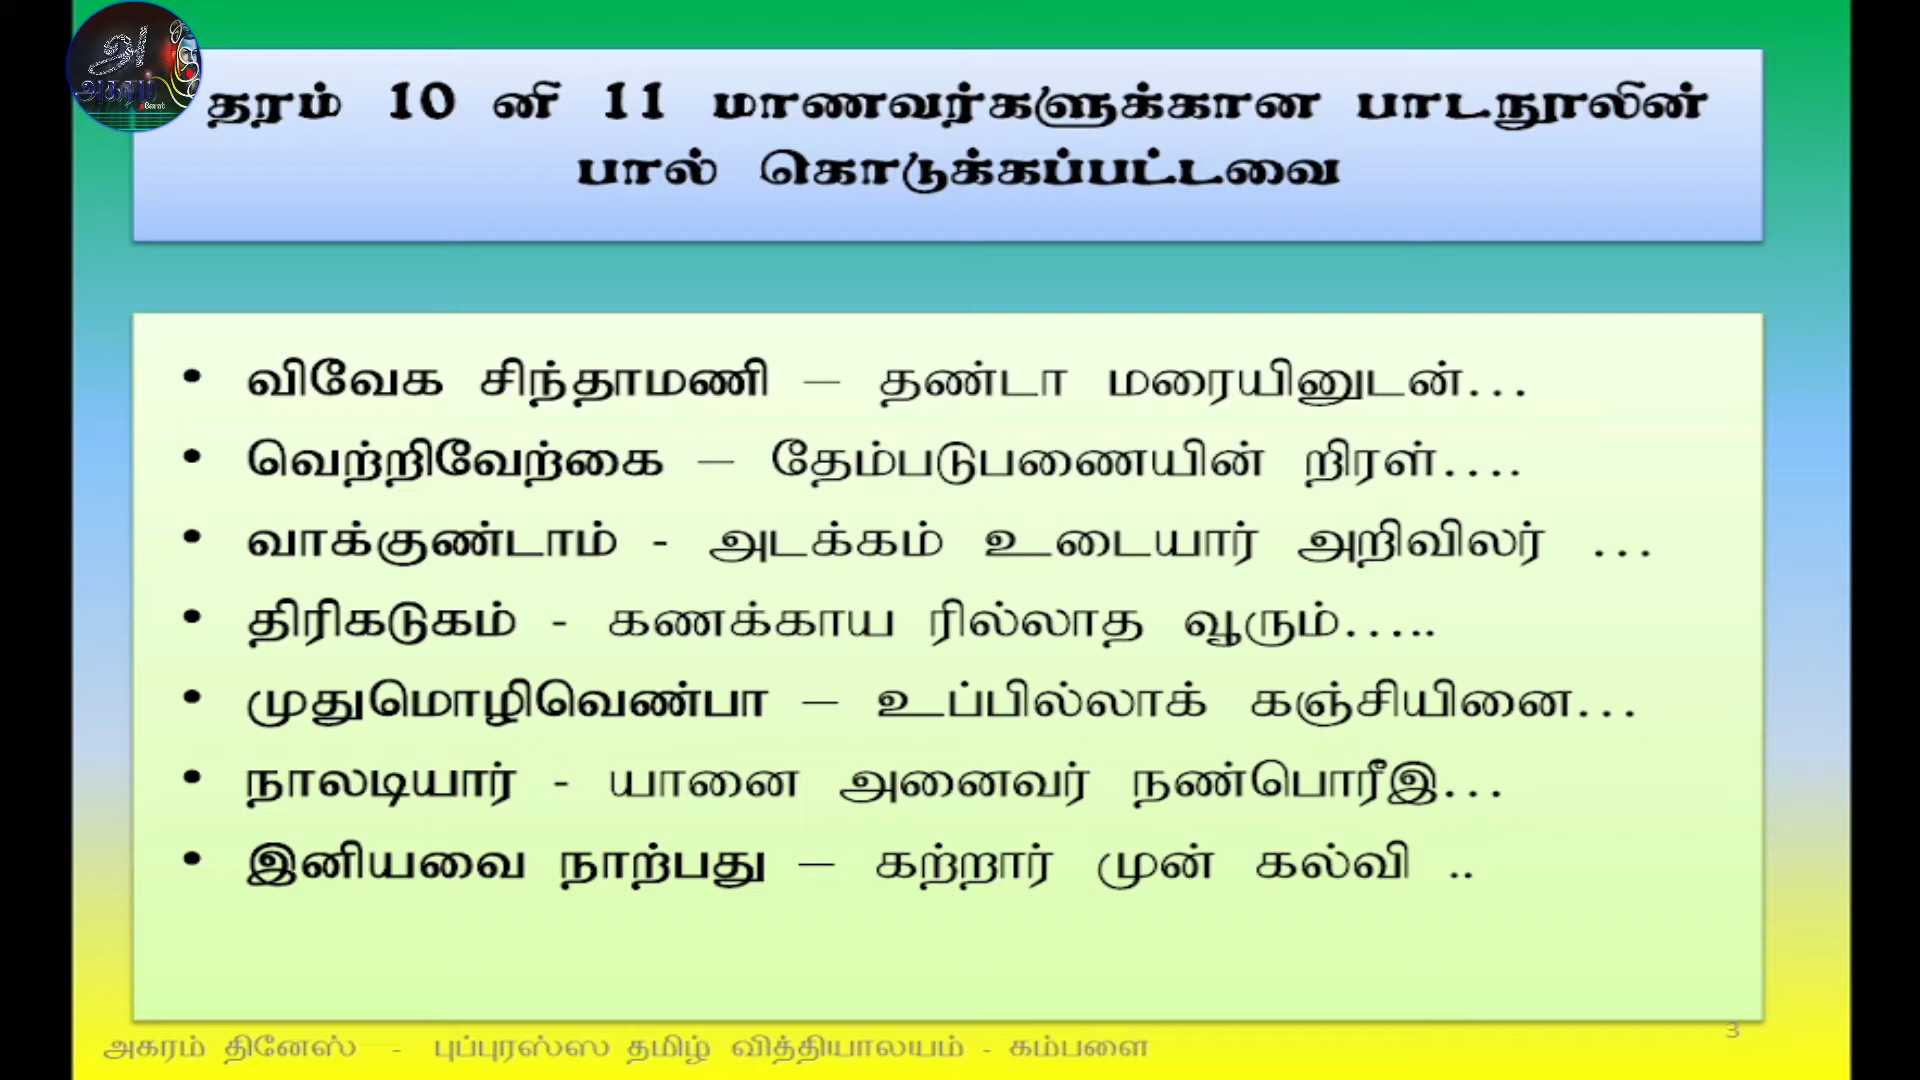 அ
அகரம்
தரம் 10 னி 11 மாணவர்களுக்கான பாடநூலின்
பால் கொடுக்கப்பட்டவை
• விவேக சிந்தாமணி – தண்டா மரையினுடன்...
• வெற்றிவேற்கை – தேம்படுபணையின் றிரள்....
• வாக்குண்டாம் - அடக்கம் உடையார் அறிவிலர் ...
• திரிகடுகம் - கணக்காய ரில்லாத வூரும்.....
• முதுமொழிவெண்பா – உப்பில்லாக் கஞ்சியினை...
• நாலடியார் - யானை அனைவர் நண்பொரீஇ...
• இனியவை நாற்பது – கற்றார் முன் கல்வி ..
அகரம் தினேஸ் - புப்புரஸ்ஸ தமிழ் வித்தியாலயம் - கம்பளை
3